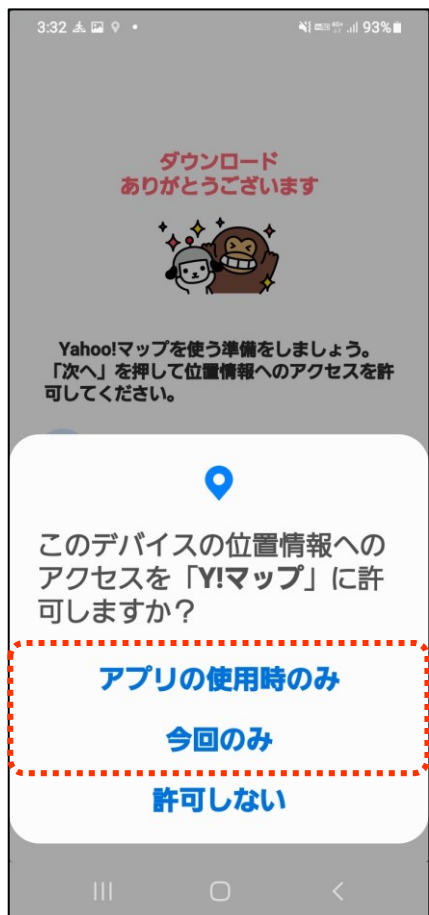 3:32 93%
ダウンロード
ありがとうございます
Yahoo!マップを使う準備をしましょう。
「次へ」を押して位置情報へのアクセスを許
可してください。
このデバイスの位置情報への
アクセスを「Y!マップ」に許
可しますか？
アプリの使用時のみ
今回のみ
許可しない